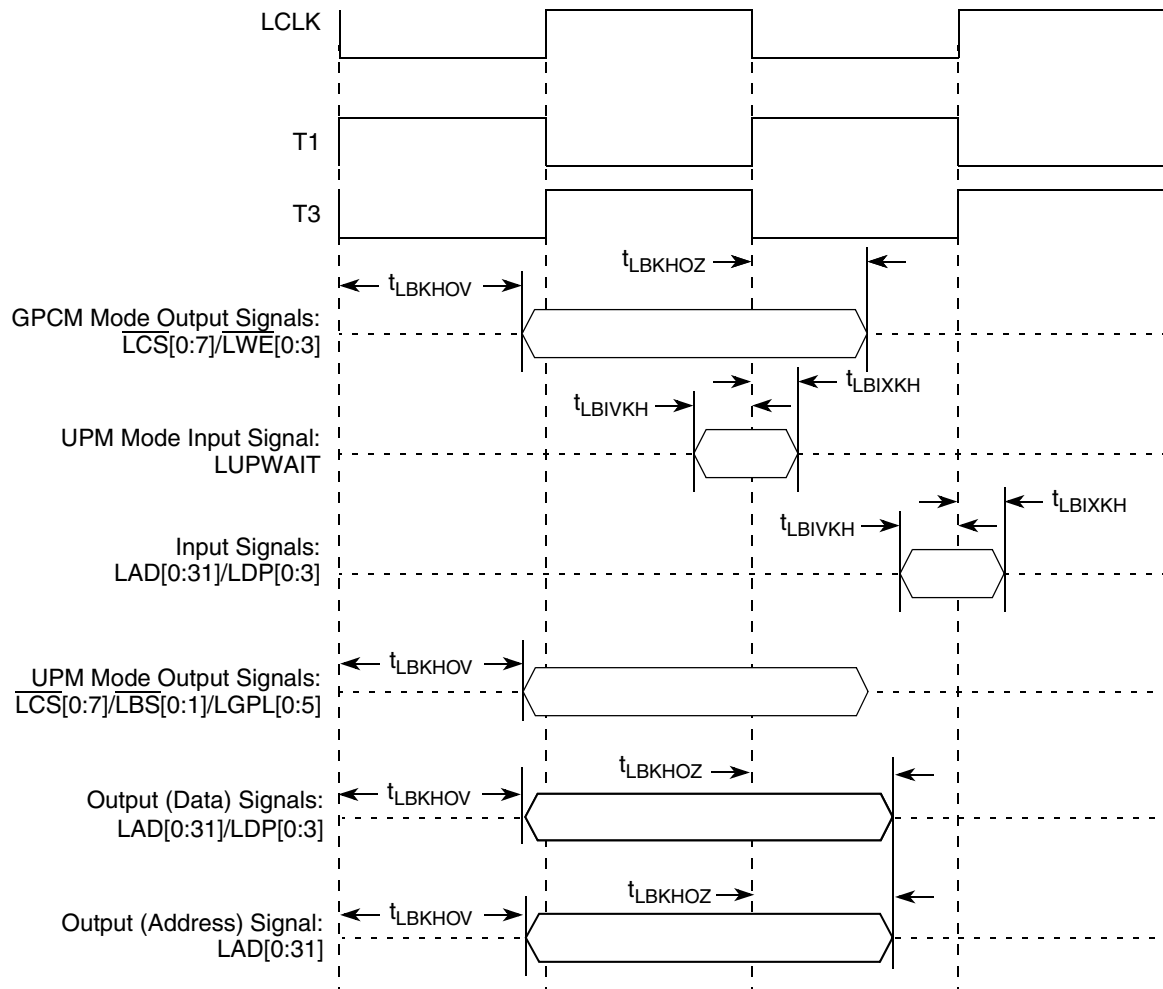 LCLK
T1
T3
tLBKHOZ
tLBKHOV
GPCM Mode Output Signals:
LCS[0:7]/LWE[0:3]
tLBIXKH
tLBIVKH
UPM Mode Input Signal:
LUPWAIT
tLBIXKH
tLBIVKH
Input Signals:
LAD[0:31]/LDP[0:3]
tLBKHOV
UPM Mode Output Signals:
LCS[0:7]/LBS[0:1]/LGPL[0:5]
tLBKHOZ
tLBKHOV
Output (Data) Signals:
LAD[0:31]/LDP[0:3]
tLBKHOZ
tLBKHOV
Output (Address) Signal:
LAD[0:31]